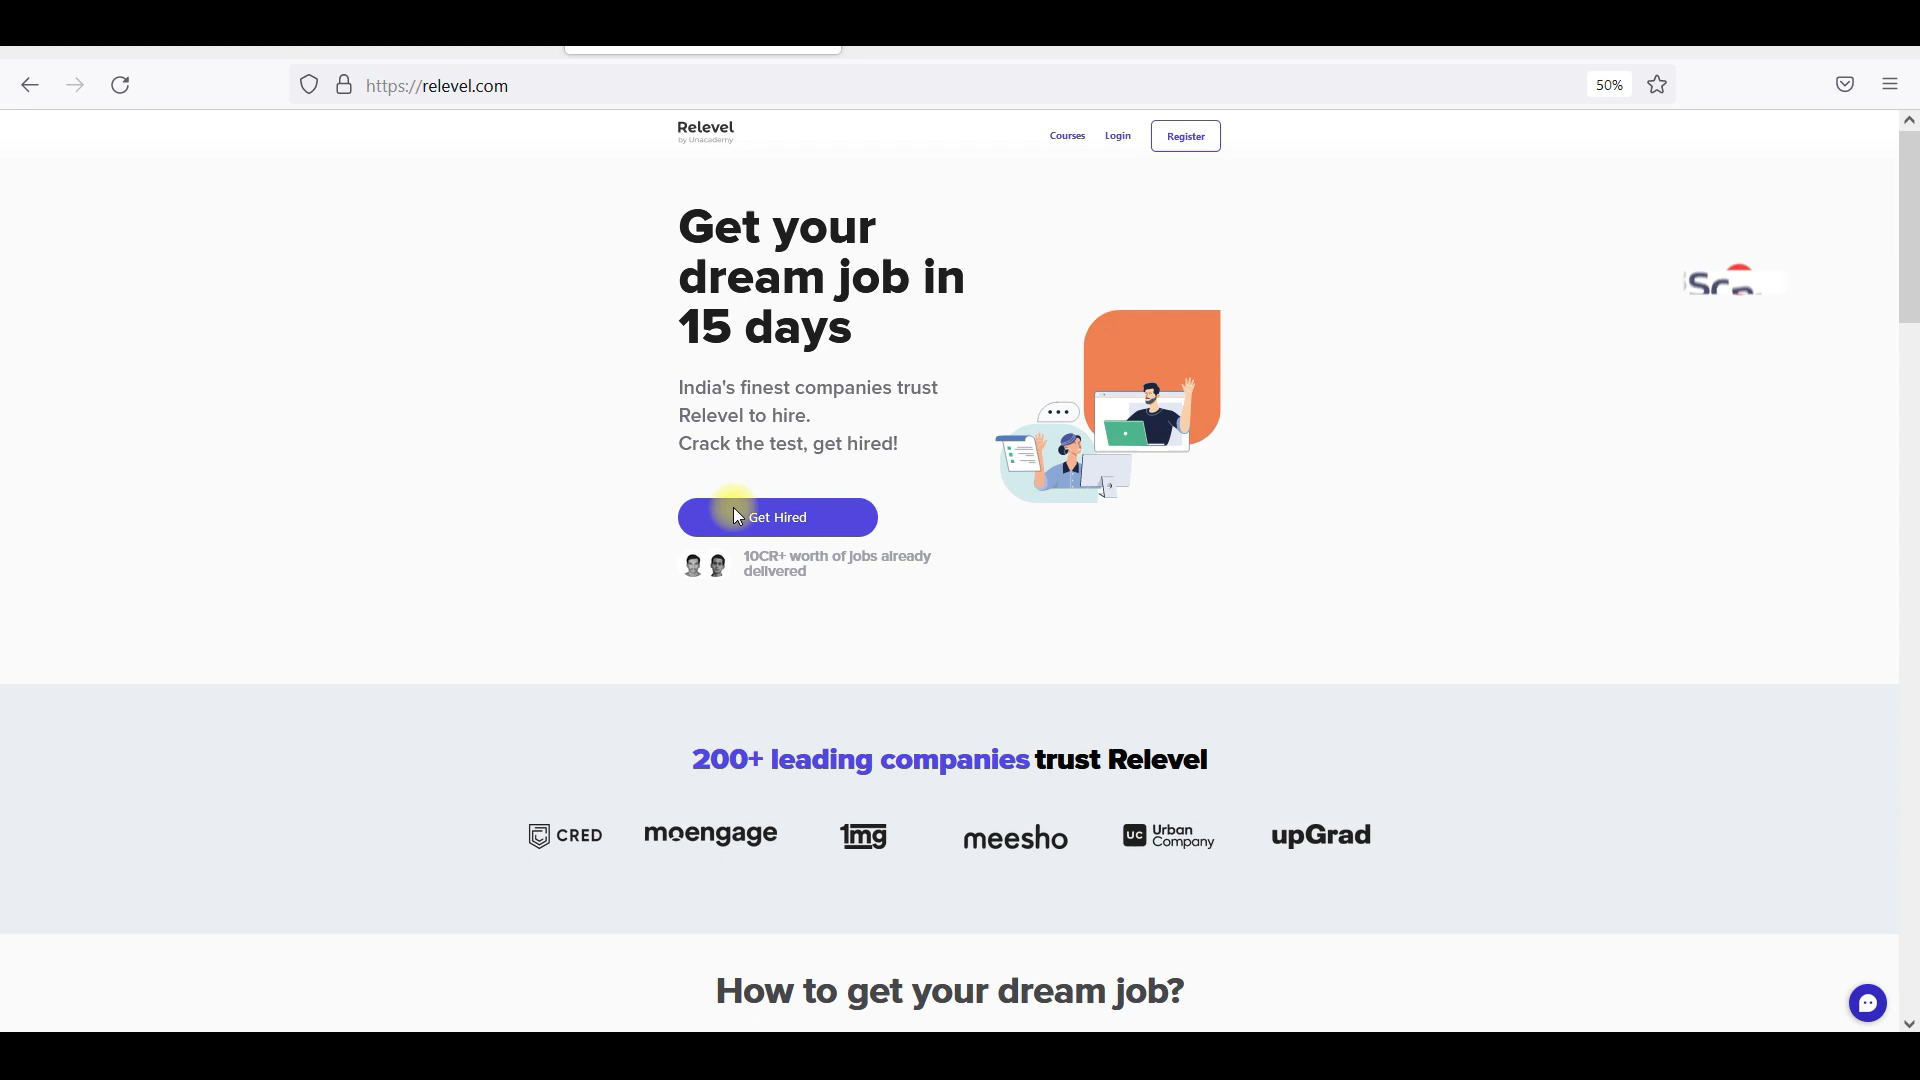 https://relevel.com
50%
Relevel
by Unacademy
Courses
Login
Register
Get your
dream job in
15 days
India's finest companies trust
Relevel to hire.
Crack the test, get hired!
Get Hired
10CR+ worth of jobs already
delivered
200+ leading companies trust Relevel
CRED
moengage
1mg
meesho
UC Urban
Company
upGrad
How to get your dream job?